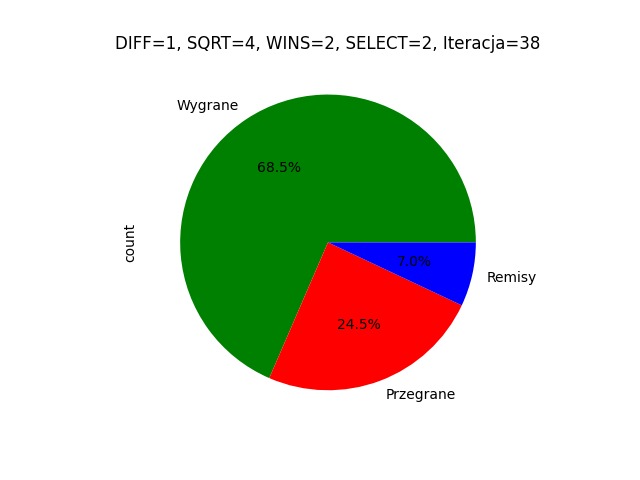 DIFF=1, SQRT=4, WINS=2, SELECT=2, Iteracja=38
Wygrane
68.5%
count
7.0%
Remisy
24.5%
Przegrane